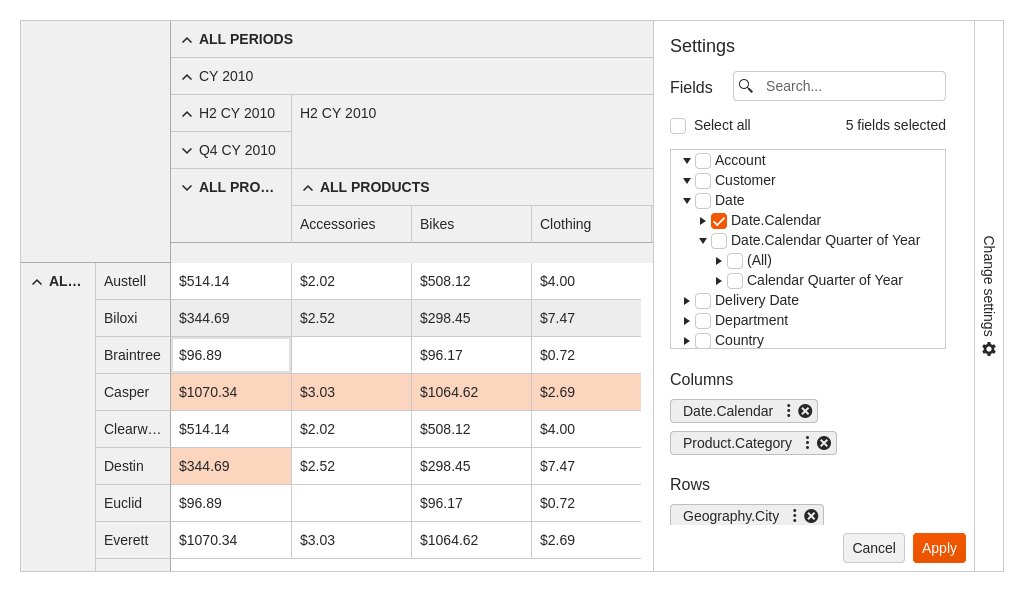 ALL PERIODS
CY 2010
H2 CY 2010 H2 CY 2010
Q4 CY 2010
ALL PRO... ALL PRODUCTS
Accessories Bikes Clothing
AL... Austell $514.14 $2.02 $508.12 $4.00
Biloxi $344.69 $2.52 $298.45 $7.47
Braintree $96.89 $96.17 $0.72
Casper $1070.34 $3.03 $1064.62 $2.69
Clearw... $514.14 $2.02 $508.12 $4.00
Destin $344.69 $2.52 $298.45 $7.47
Euclid $96.89 $96.17 $0.72
Everett $1070.34 $3.03 $1064.62 $2.69
Settings
Fields Search...
Select all 5 fields selected
Account
Customer
Date
Date.Calendar
Date.Calendar Quarter of Year
(All)
Calendar Quarter of Year
Delivery Date
Department
Country
Columns
Date.Calendar
Product.Category
Rows
Geography.City
Cancel Apply
Change settings